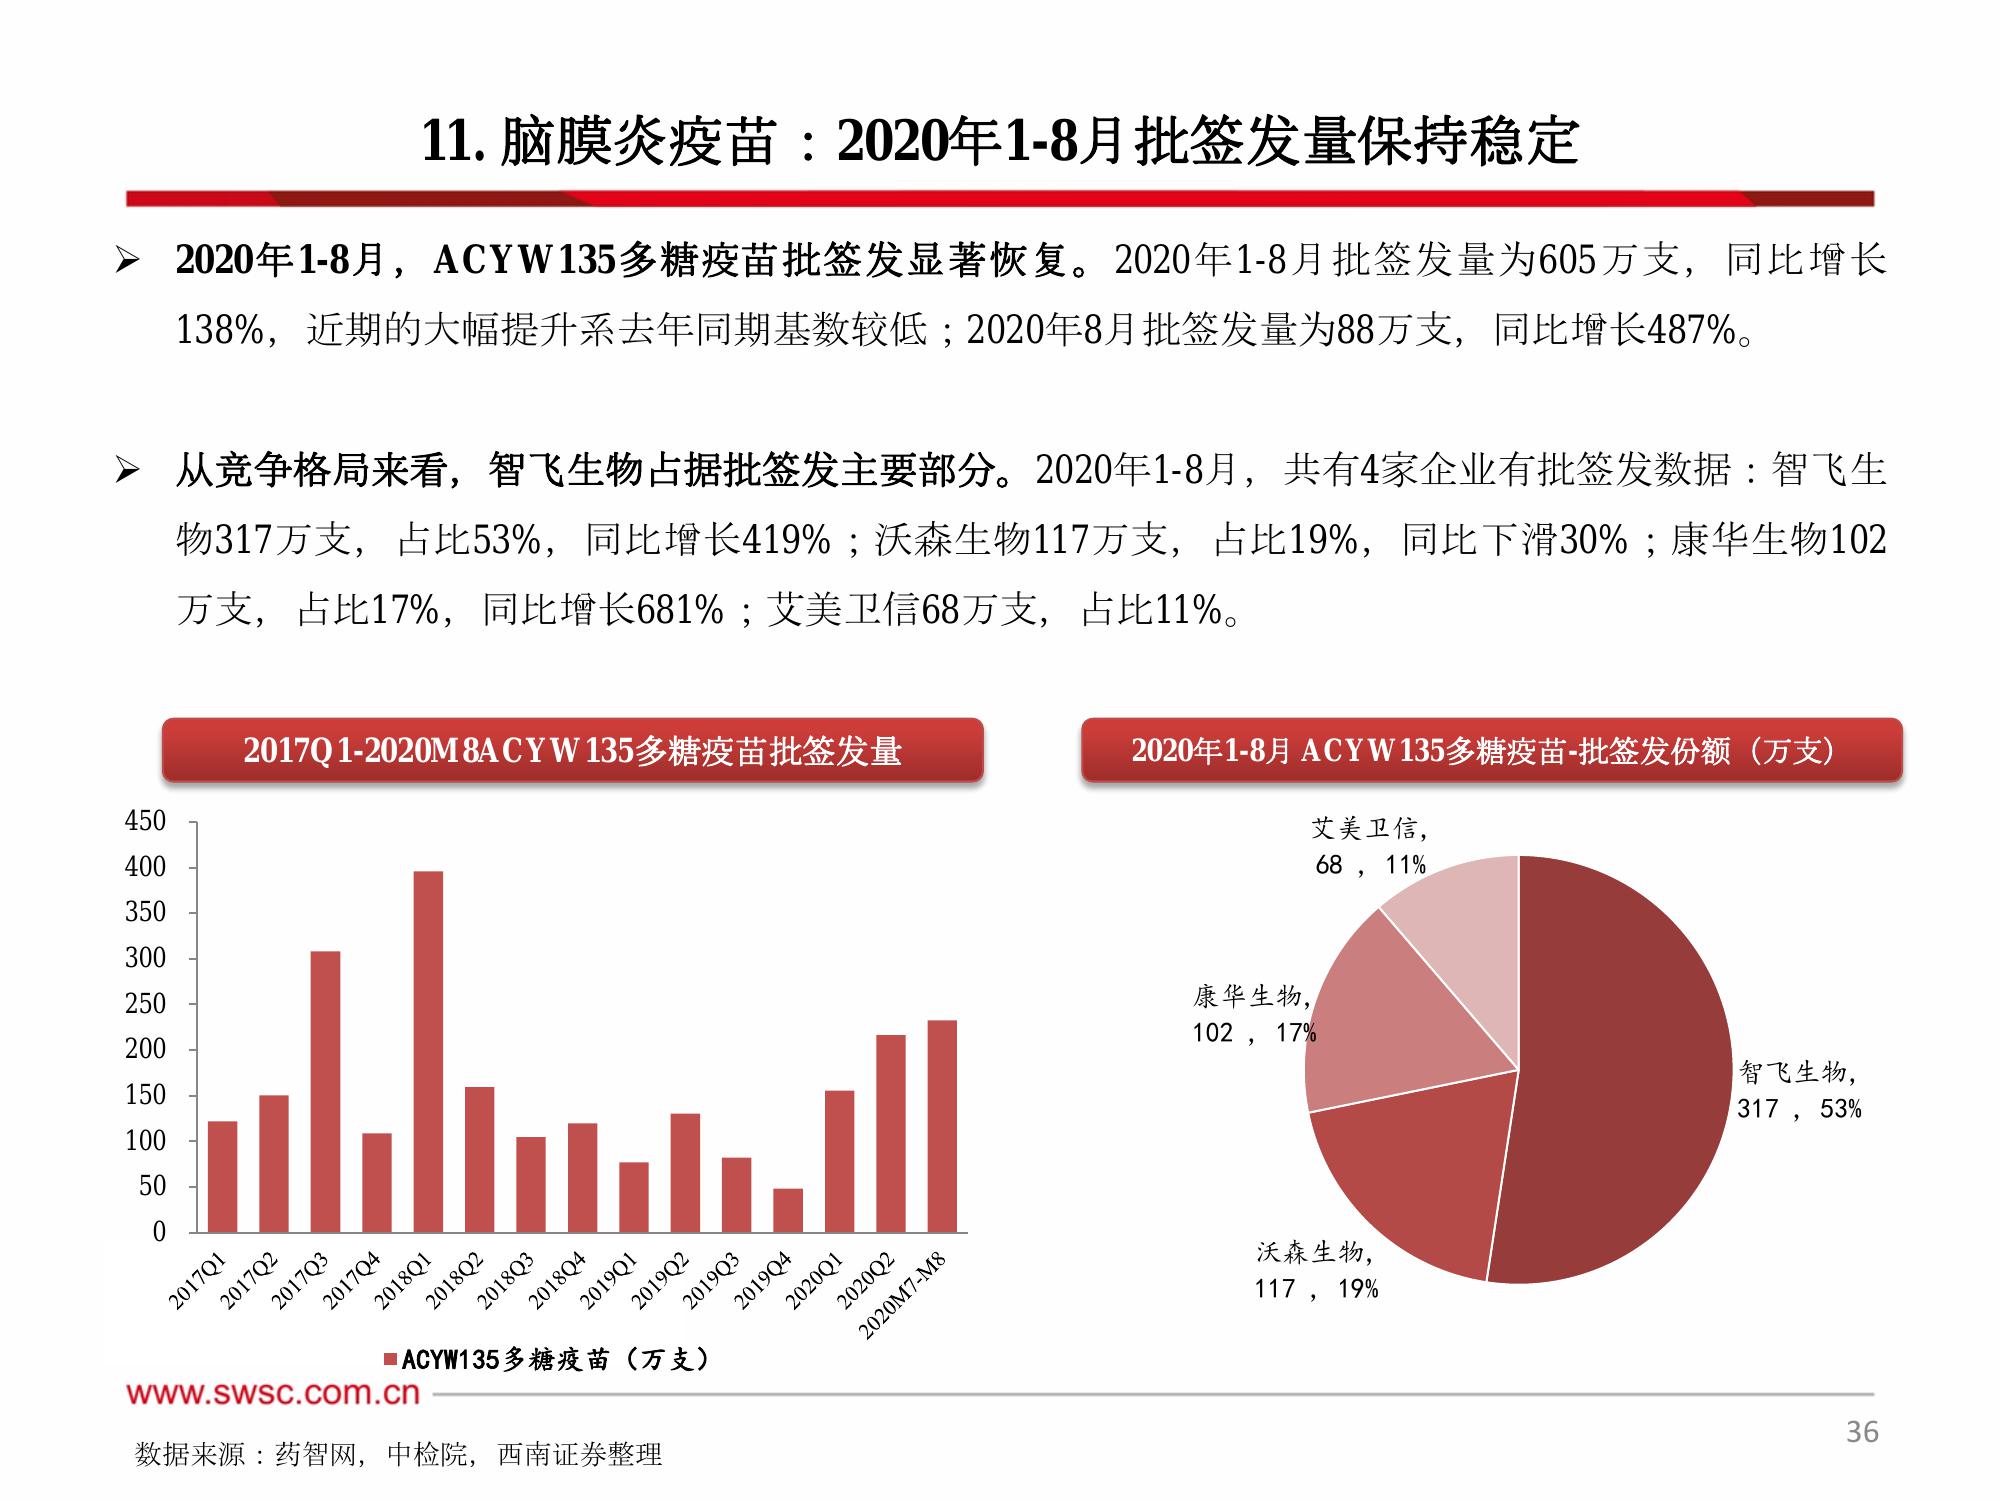 11. 脑膜炎疫苗：2020年1-8月批签发量保持稳定
➢ 2020年1-8月，ACYW135多糖疫苗批签发显著恢复。2020年1-8月批签发量为605万支，同比增长
138%，近期的大幅提升系去年同期基数较低；2020年8月批签发量为88万支，同比增长487%。
➢ 从竞争格局来看，智飞生物占据批签发主要部分。2020年1-8月，共有4家企业有批签发数据：智飞生
物317万支，占比53%，同比增长419%；沃森生物117万支，占比19%，同比下滑30%；康华生物102
万支，占比17%，同比增长681%；艾美卫信68万支，占比11%。
2017Q1-2020M8ACYW135多糖疫苗批签发量
450
400
350
300
250
200
150
100
50
0
2017Q1
2017Q2
2017Q3
2017Q4
2018Q1
2018Q2
2018Q3
2018Q4
2019Q1
2019Q2
2019Q3
2019Q4
2020Q1
2020Q2
2020M7-M8
ACYW135多糖疫苗（万支）
2020年1-8月 ACYW135多糖疫苗-批签发份额（万支）
艾美卫信，
68 ，11%
康华生物，
102 ，17%
智飞生物，
317 ，53%
沃森生物，
117 ，19%
www.swsc.com.cn
36
数据来源：药智网，中检院，西南证券整理